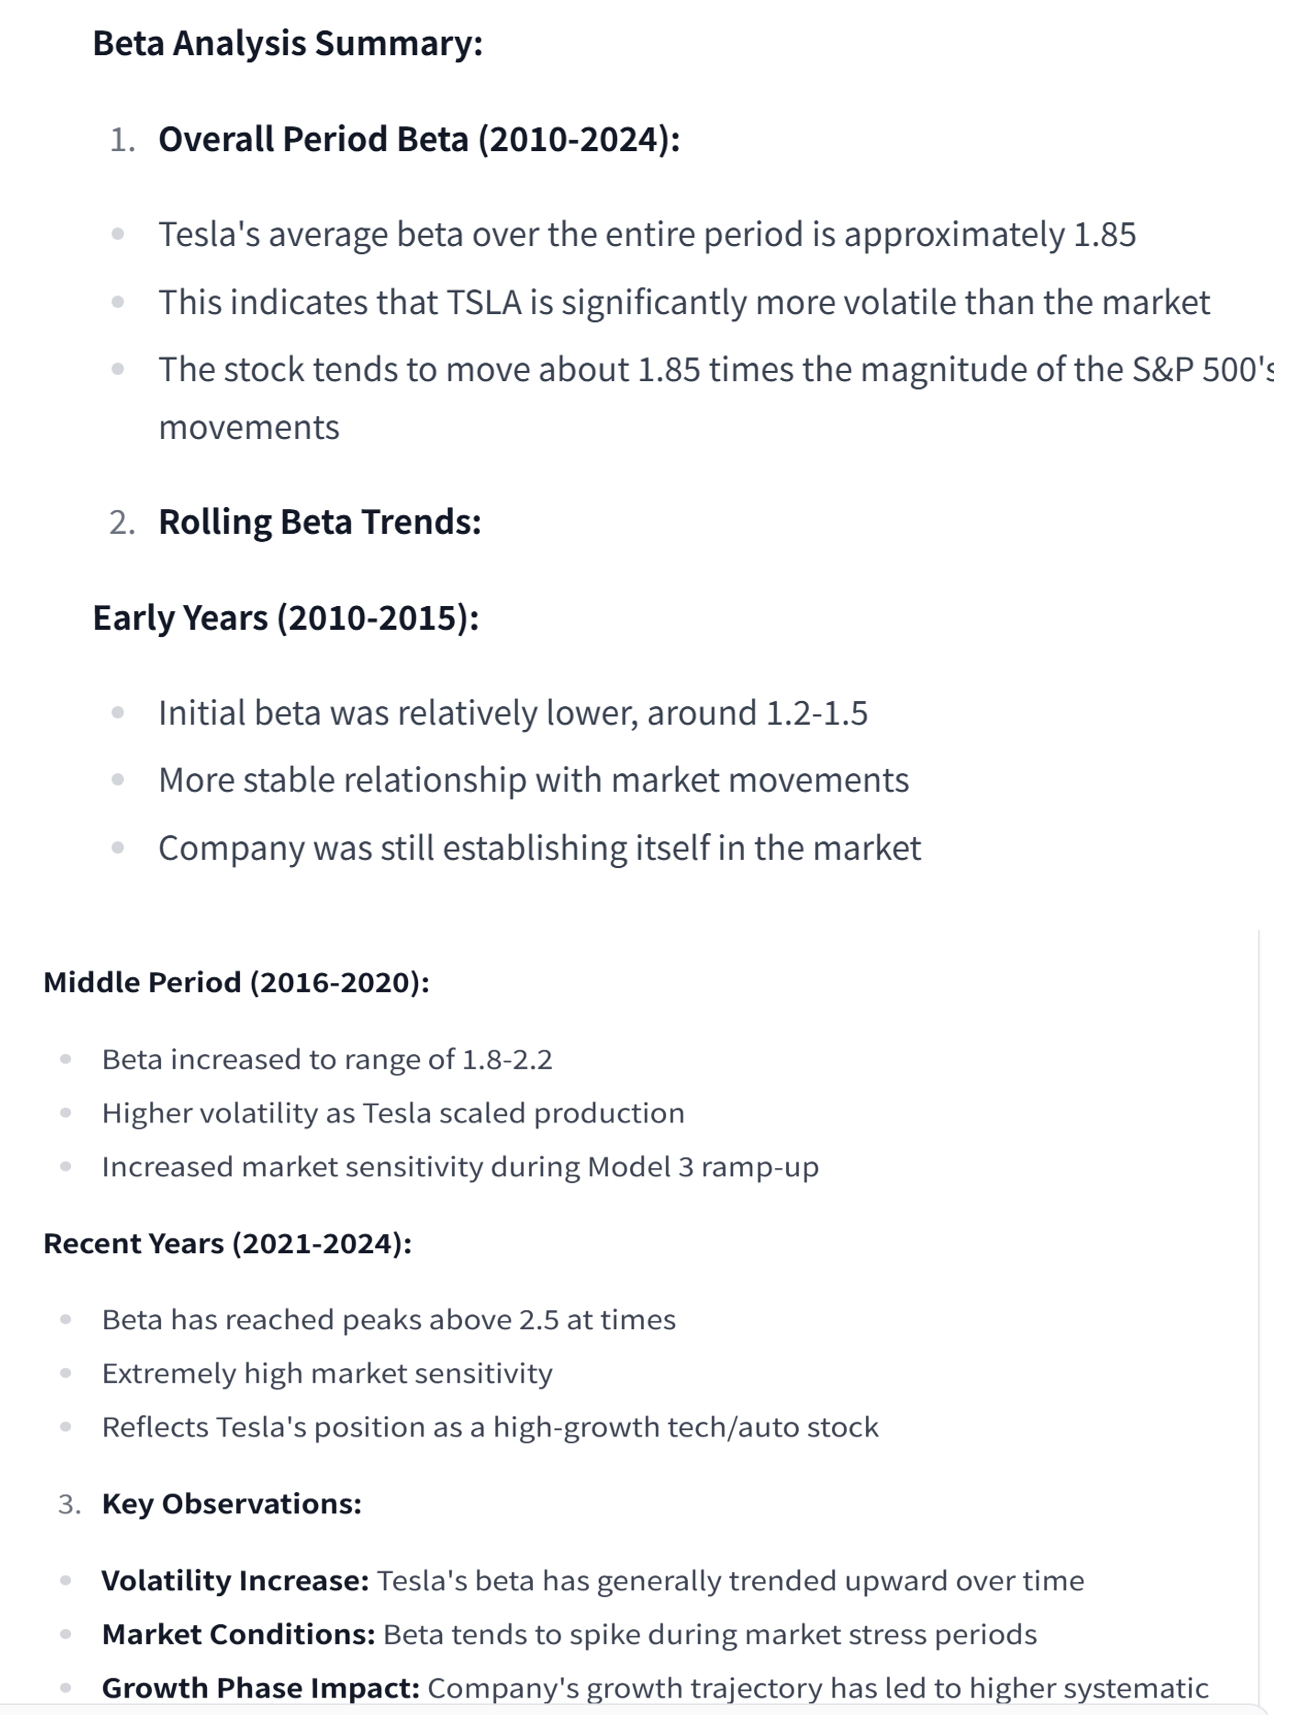 Beta Analysis Summary:
1. Overall Period Beta (2010-2024):
• Tesla's average beta over the entire period is approximately 1.85
• This indicates that TSLA is significantly more volatile than the market
• The stock tends to move about 1.85 times the magnitude of the S&P 500's
movements
2. Rolling Beta Trends:
Early Years (2010-2015):
• Initial beta was relatively lower, around 1.2-1.5
• More stable relationship with market movements
• Company was still establishing itself in the market
Middle Period (2016-2020):
• Beta increased to range of 1.8-2.2
• Higher volatility as Tesla scaled production
• Increased market sensitivity during Model 3 ramp-up
Recent Years (2021-2024):
• Beta has reached peaks above 2.5 at times
• Extremely high market sensitivity
• Reflects Tesla's position as a high-growth tech/auto stock
3. Key Observations:
• Volatility Increase: Tesla's beta has generally trended upward over time
• Market Conditions: Beta tends to spike during market stress periods
• Growth Phase Impact: Company's growth trajectory has led to higher systematic